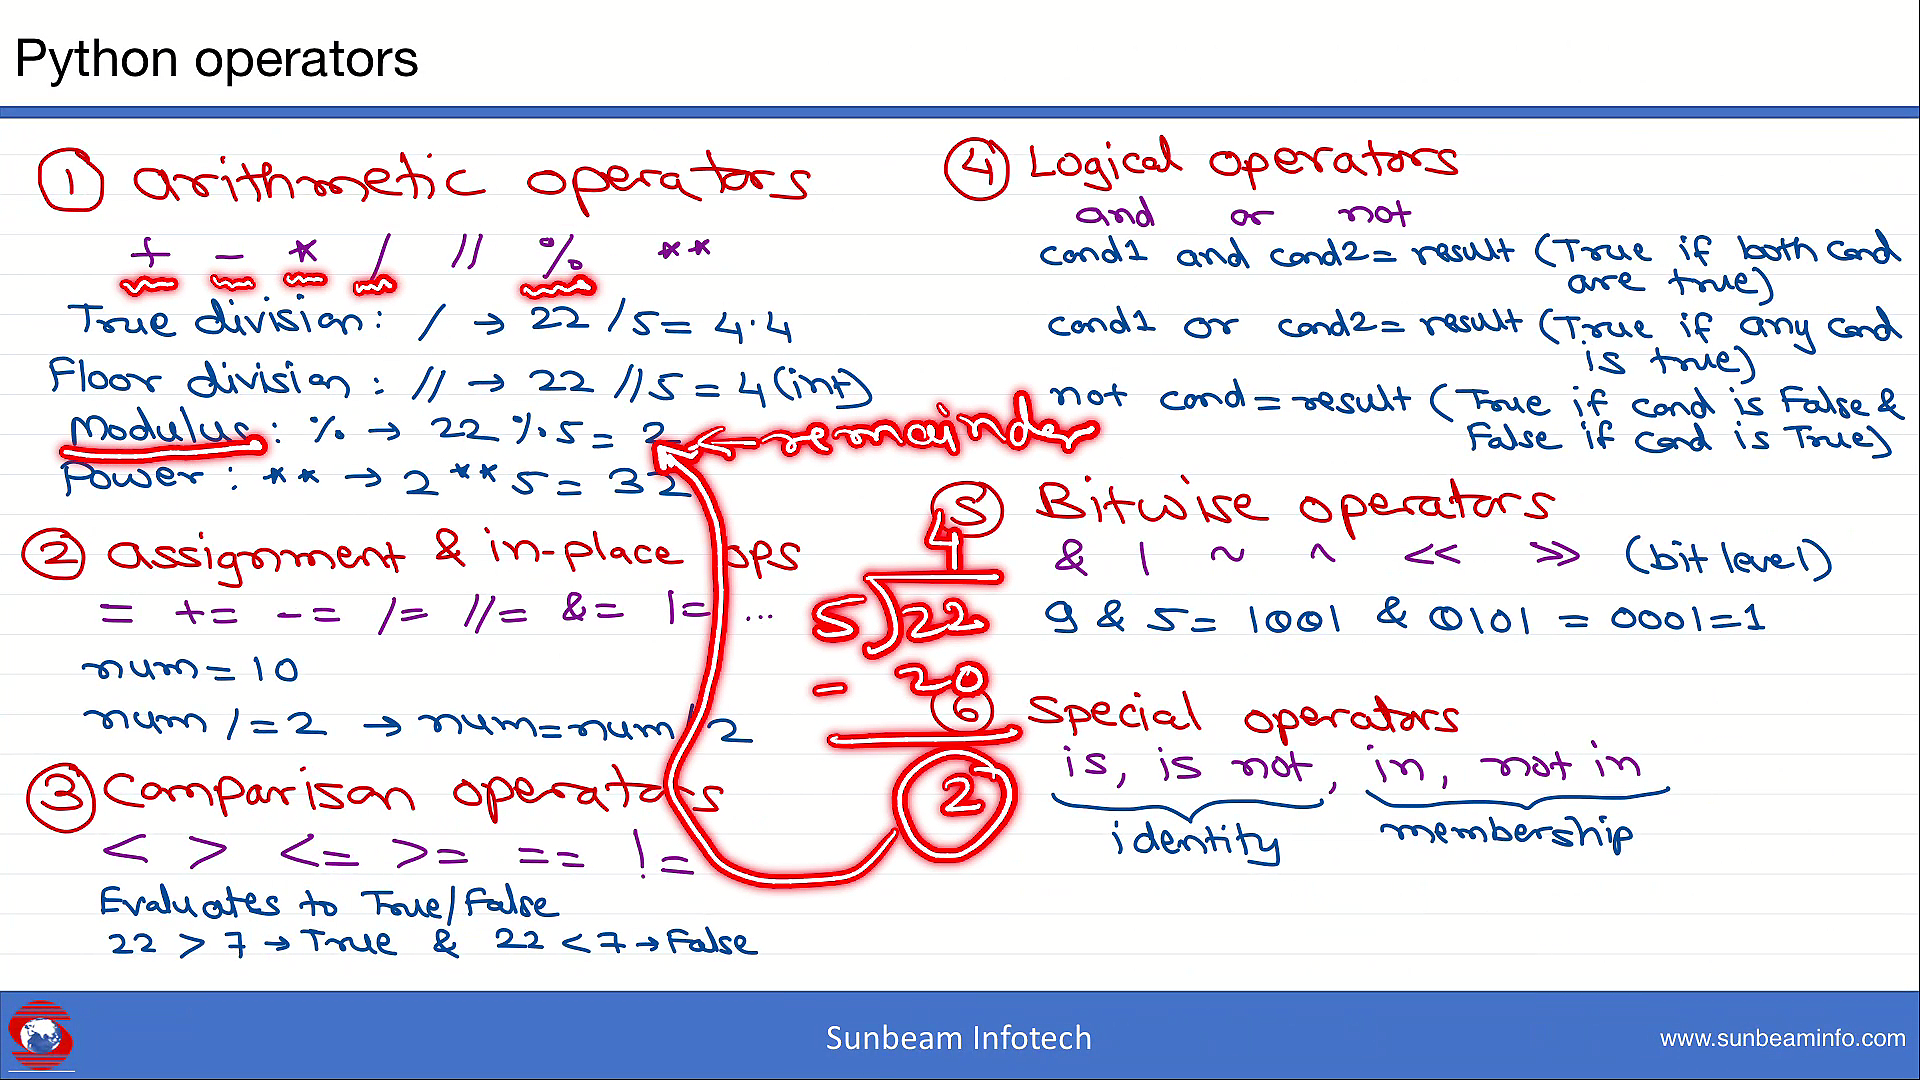 Python operators
① arithmetic operators
+ - * / // % **
True division: / → 22 / 5 = 4.4
Floor division: // → 22 // 5 = 4 (int)
Modulus: % → 22 % 5 = 2 ← remainder
Power: ** → 2 ** 5 = 32
② assignment & in-place ops
= += -= /= //= &= |= ...
num = 10
num /= 2 → num = num / 2
③ Comparison operators
< > <= >= == !=
Evaluates to True/False
22 > 7 → True & 22 < 7 → False
4
5)22
- 20
2
④ Logical operators
and or not
cond1 and cond2 = result (True if both cond
are true)
cond1 or cond2 = result (True if any cond
is true)
not cond = result (True if cond is False &
False if cond is True)
⑤ Bitwise operators
& | ~ ^ << >> (bit level)
9 & 5 = 1001 & 0101 = 0001 = 1
⑥ special operators
is, is not, in, not in
identity membership
Sunbeam Infotech
www.sunbeaminfo.com